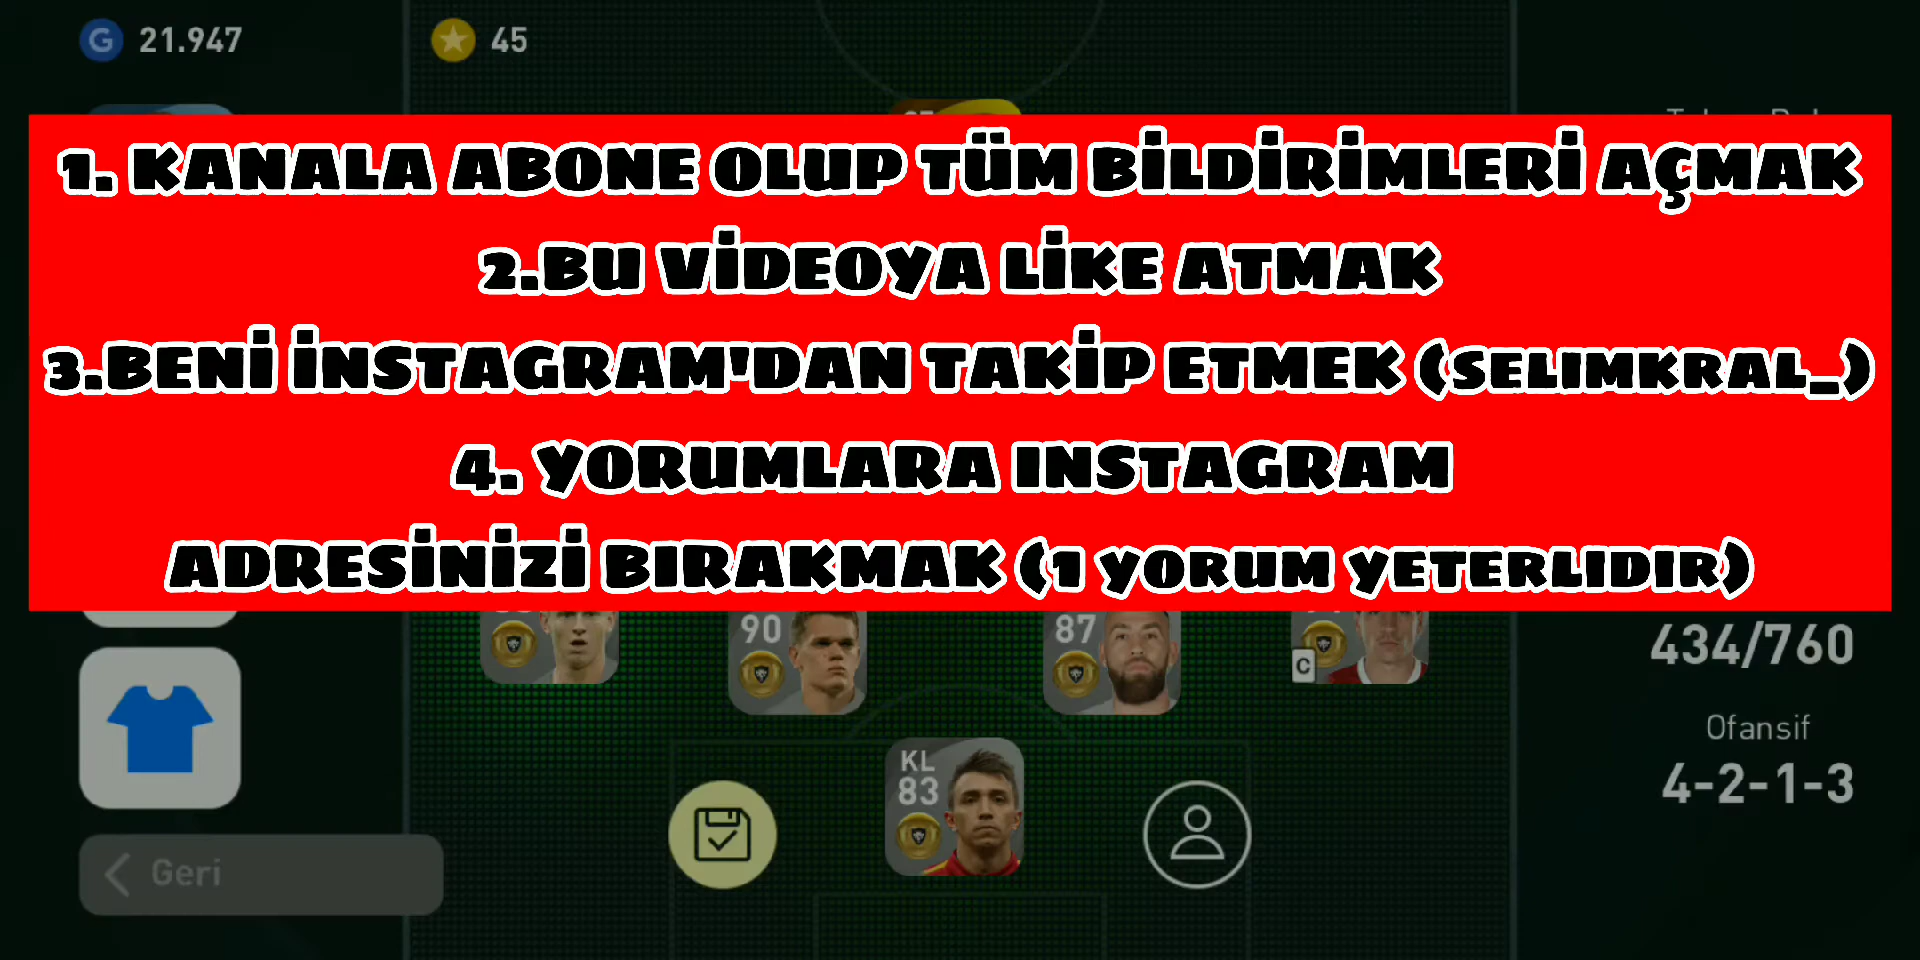 21.947
45
1. KANALA ABONE OLUP TÜM BİLDİRİMLERİ AÇMAK
2.BU VİDEOYA LİKE ATMAK
3.BENİ İNSTAGRAM'DAN TAKİP ETMEK (SELIMKRAL_)
4. YORUMLARA INSTAGRAM
ADRESİNİZİ BIRAKMAK (1 YORUM YETERLIDIR)
90
87
C
434/760
Ofansif
4-2-1-3
KL
83
Geri